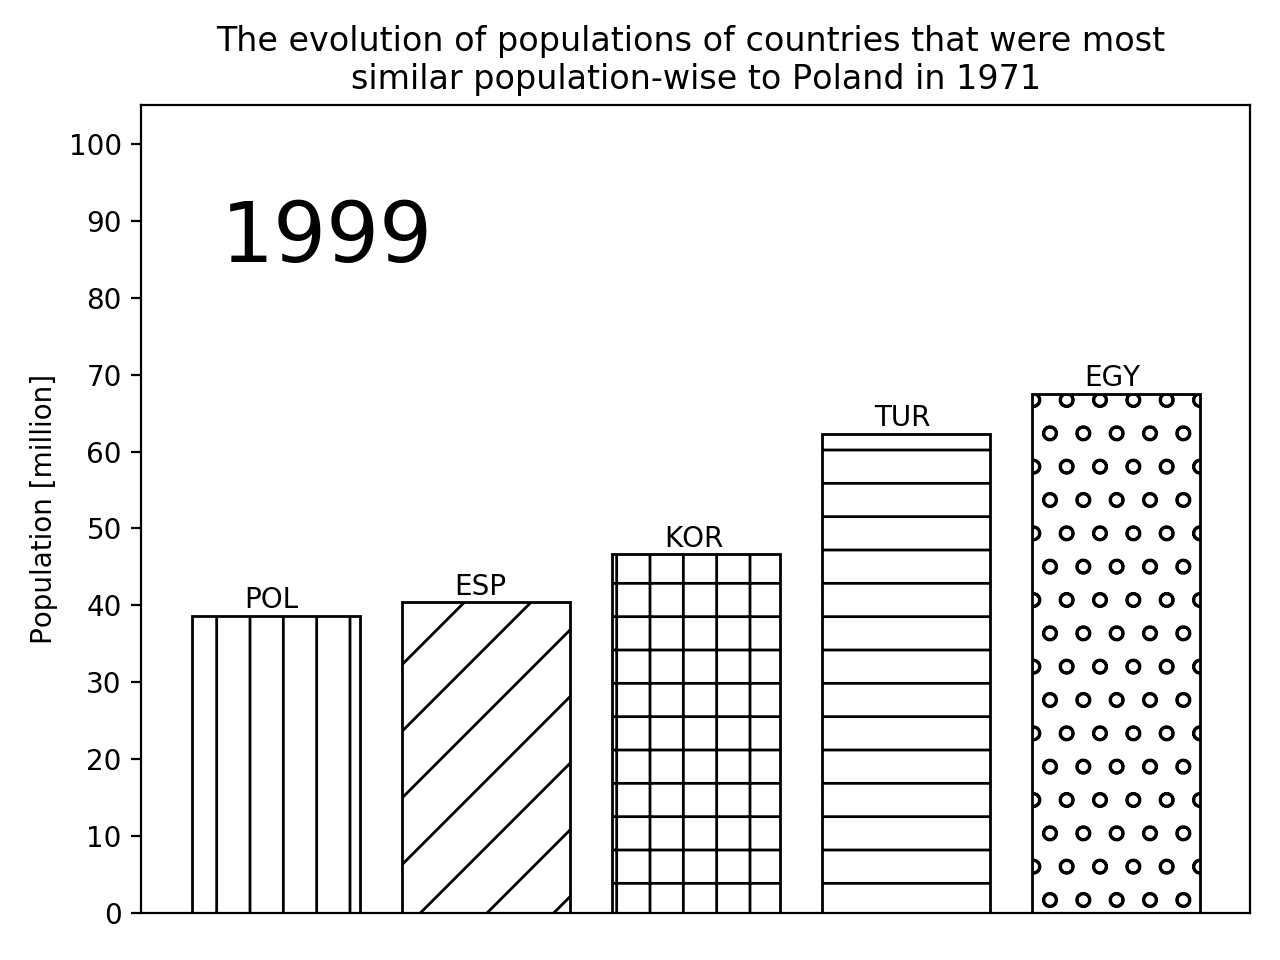 The evolution of populations of countries that were most
similar population-wise to Poland in 1971
100
90
80
70
60
50
40
30
20
10
0
Population [million]
1999
POL
ESP
KOR
TUR
EGY